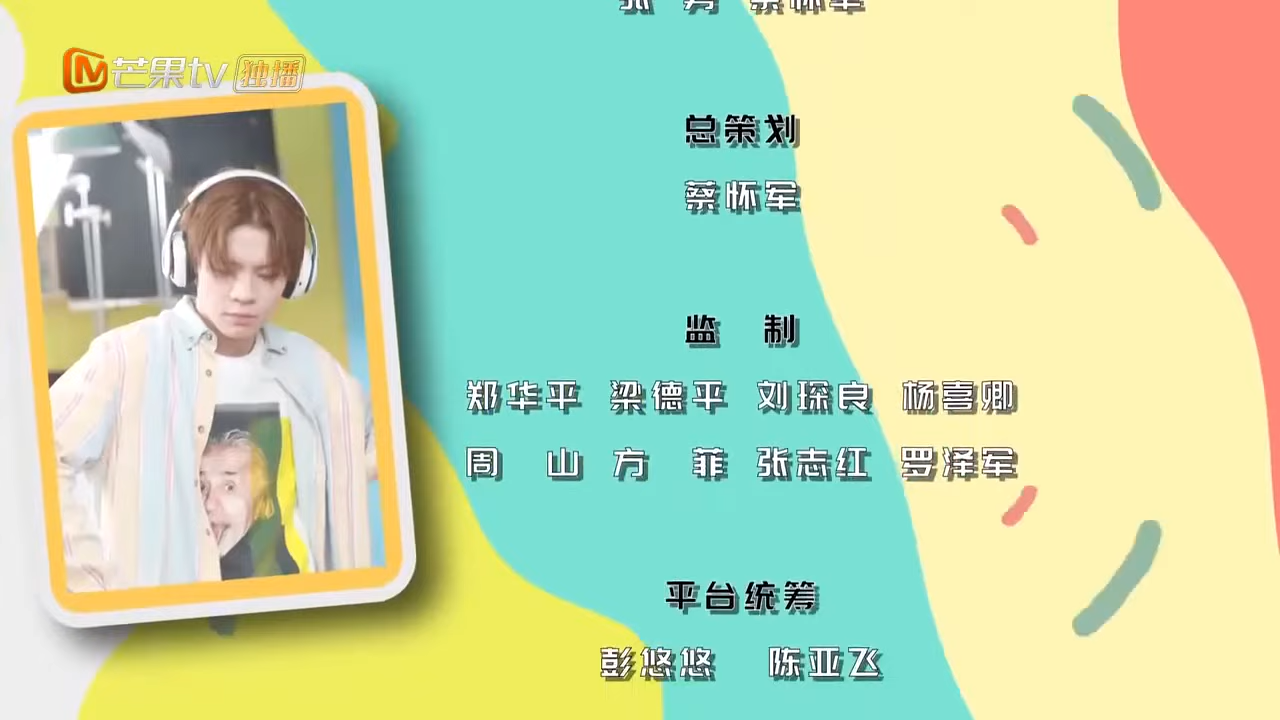 芒果tv 独播
总策划
蔡怀军
监 制
郑华平 梁德平 刘琛良 杨喜卿
周 山 方 菲 张志红 罗泽军
平台统筹
彭悠悠 陈亚飞